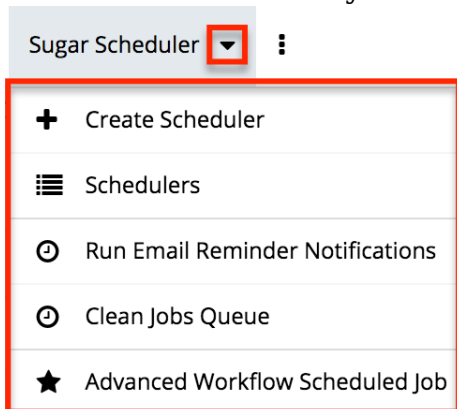 Sugar Scheduler
Create Scheduler
Schedulers
Run Email Reminder Notifications
Clean Jobs Queue
Advanced Workflow Scheduled Job